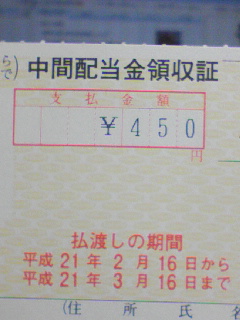 らで)
中間配当金領収証
支払金額
¥450
円
払渡しの期間
平成21年2月16日から
平成21年3月16日まで
(住所氏名